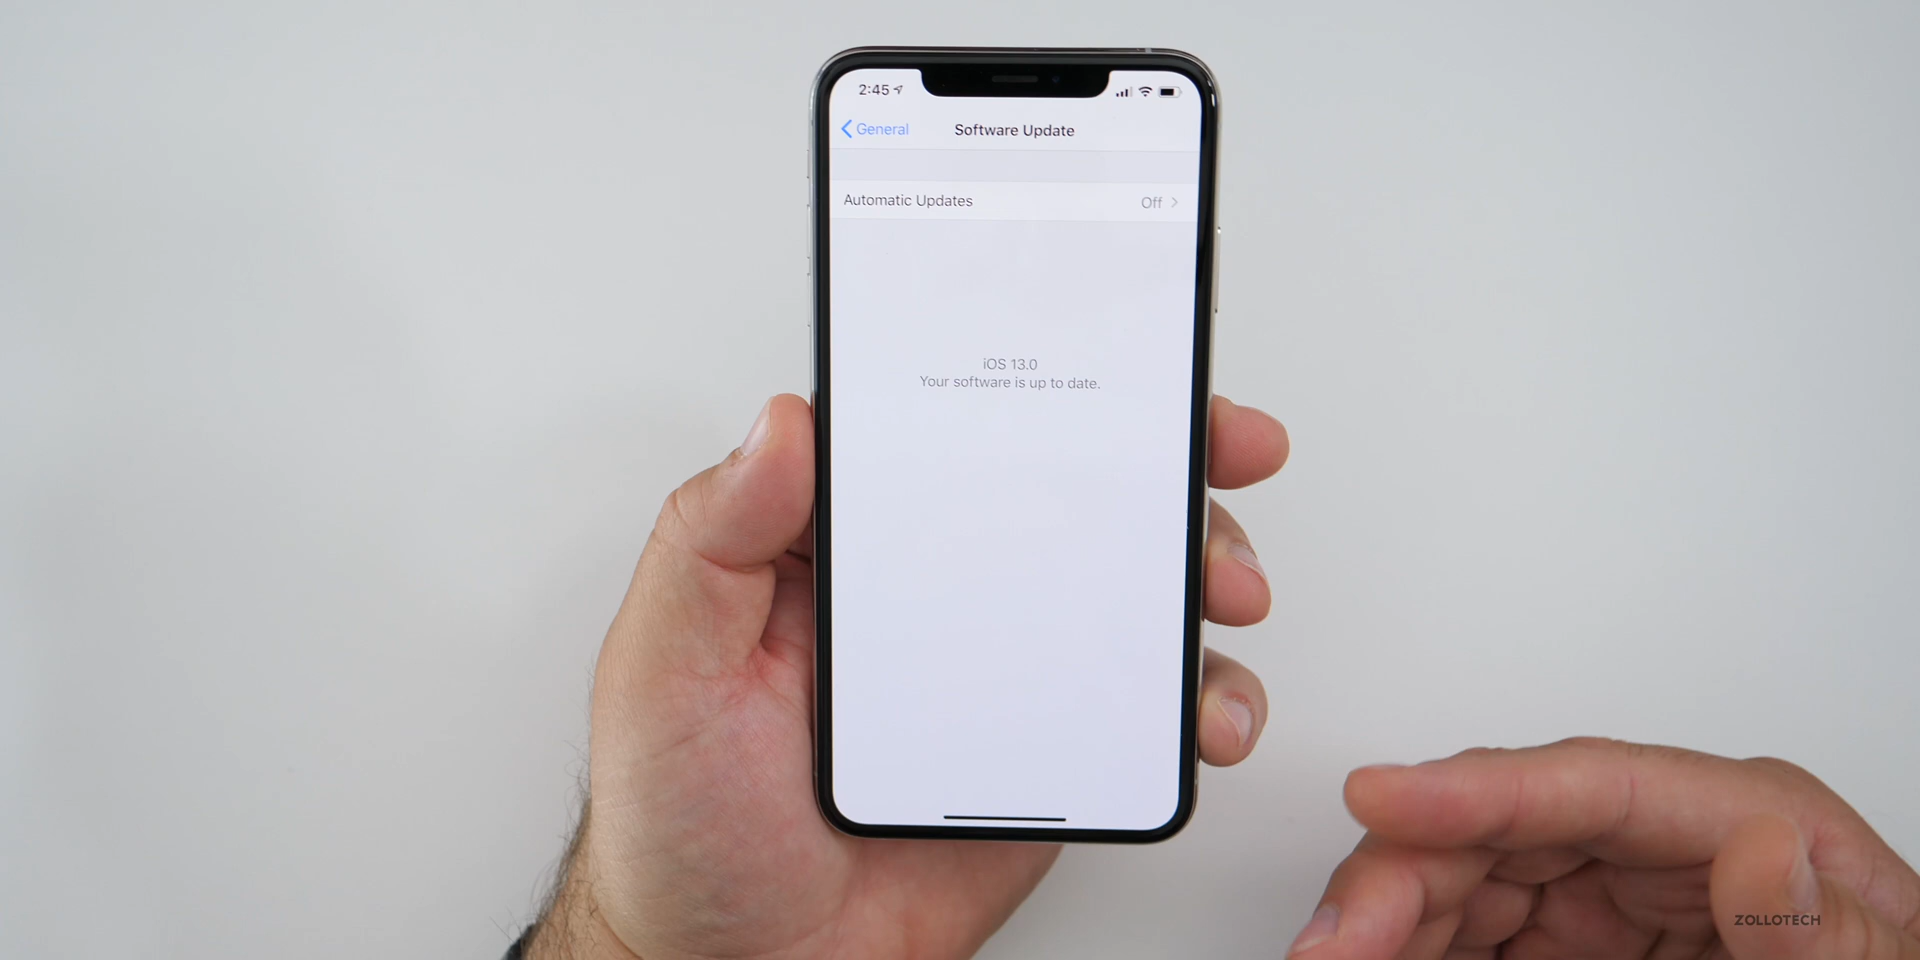 2:45
General
Software Update
Automatic Updates
Off
iOS 13.0
Your software is up to date.
ZOLLOTECH